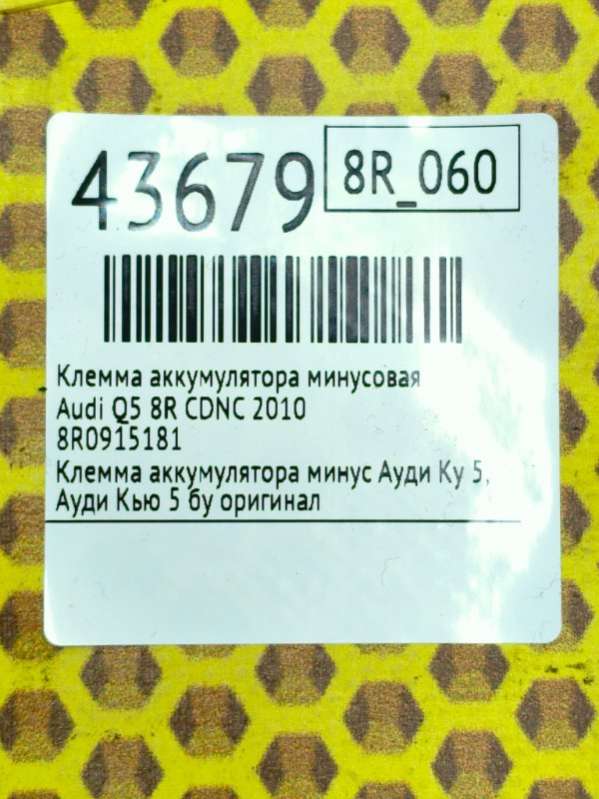 43679
8R_060
Клемма аккумулятора минусовая
Audi Q5 8R CDNC 2010
8R0915181
Клемма аккумулятора минус Ауди Ку 5,
Ауди Кью 5 бу оригинал